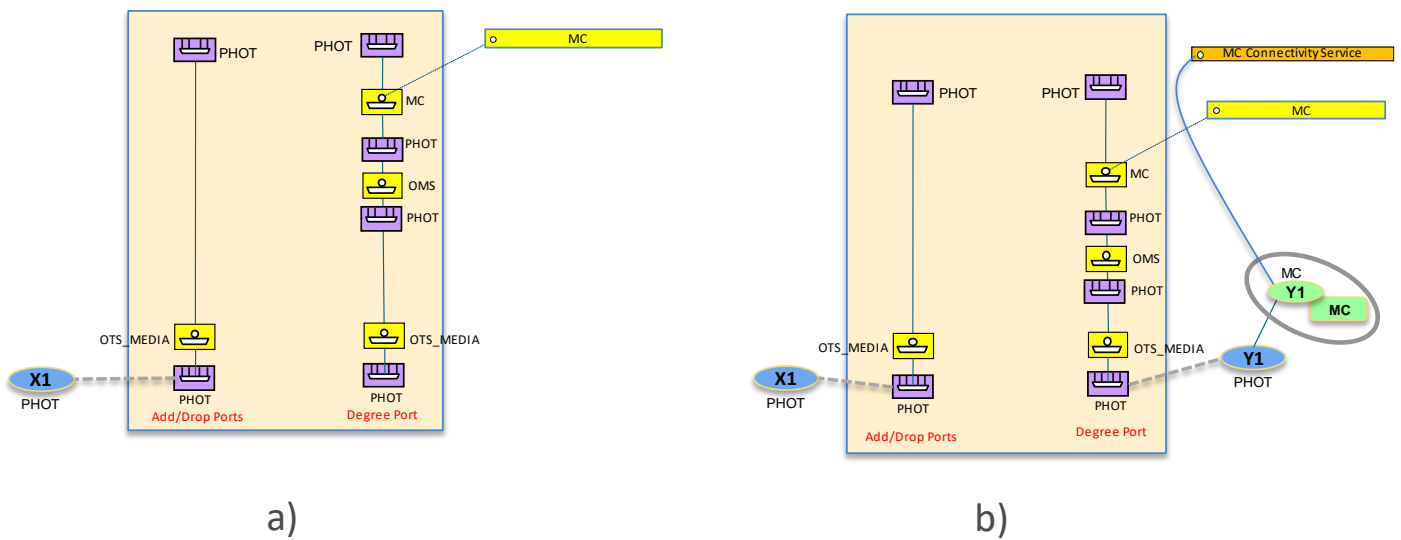 PHOT
PHOT
MC
MC
PHOT
OMS
PHOT
OTS_MEDIA
OTS_MEDIA
X1
PHOT
PHOT
PHOT
Add/Drop Ports
Degree Port
a)
MC Connectivity Service
PHOT
PHOT
MC
MC
PHOT
OMS
MC
Y1
MC
PHOT
OTS_MEDIA
OTS_MEDIA
Y1
PHOT
X1
PHOT
PHOT
PHOT
Add/Drop Ports
Degree Port
b)